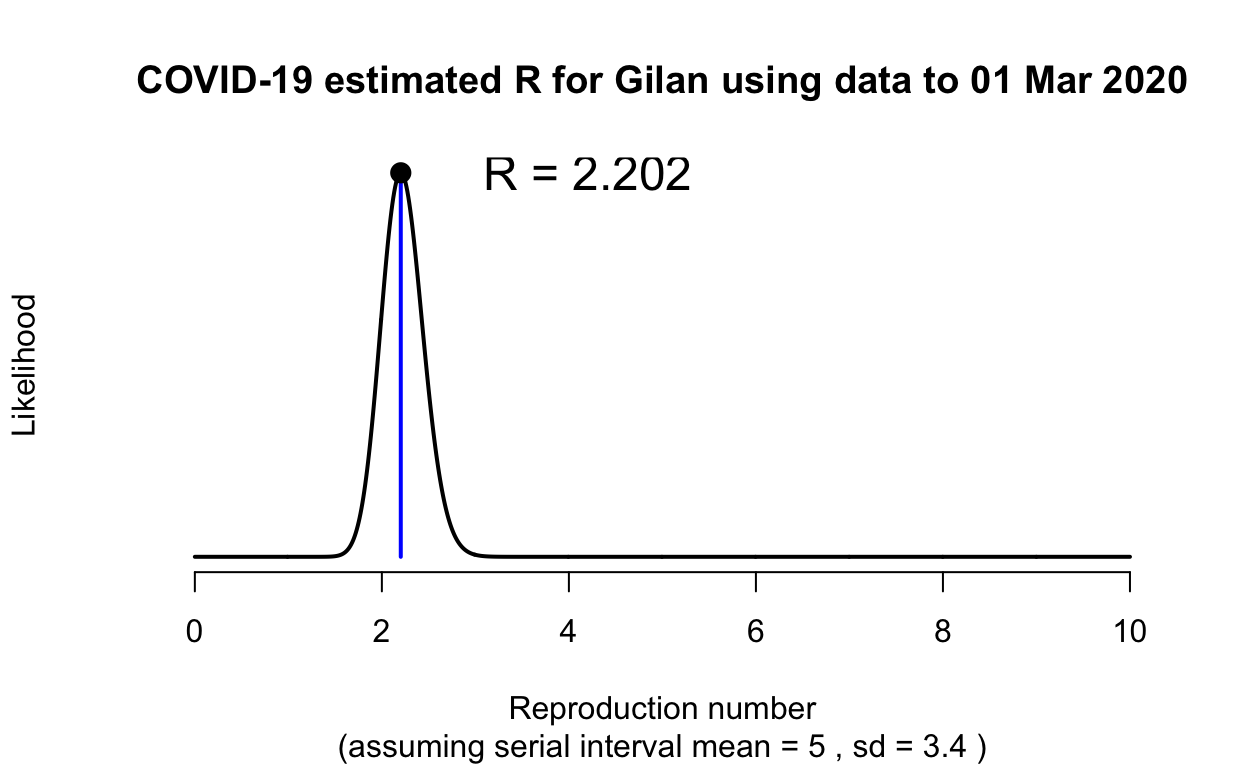 COVID-19 estimated R for Gilan using data to 01 Mar 2020
R = 2.202
Likelihood
0 2 4 6 8 10
Reproduction number
(assuming serial interval mean = 5 , sd = 3.4 )